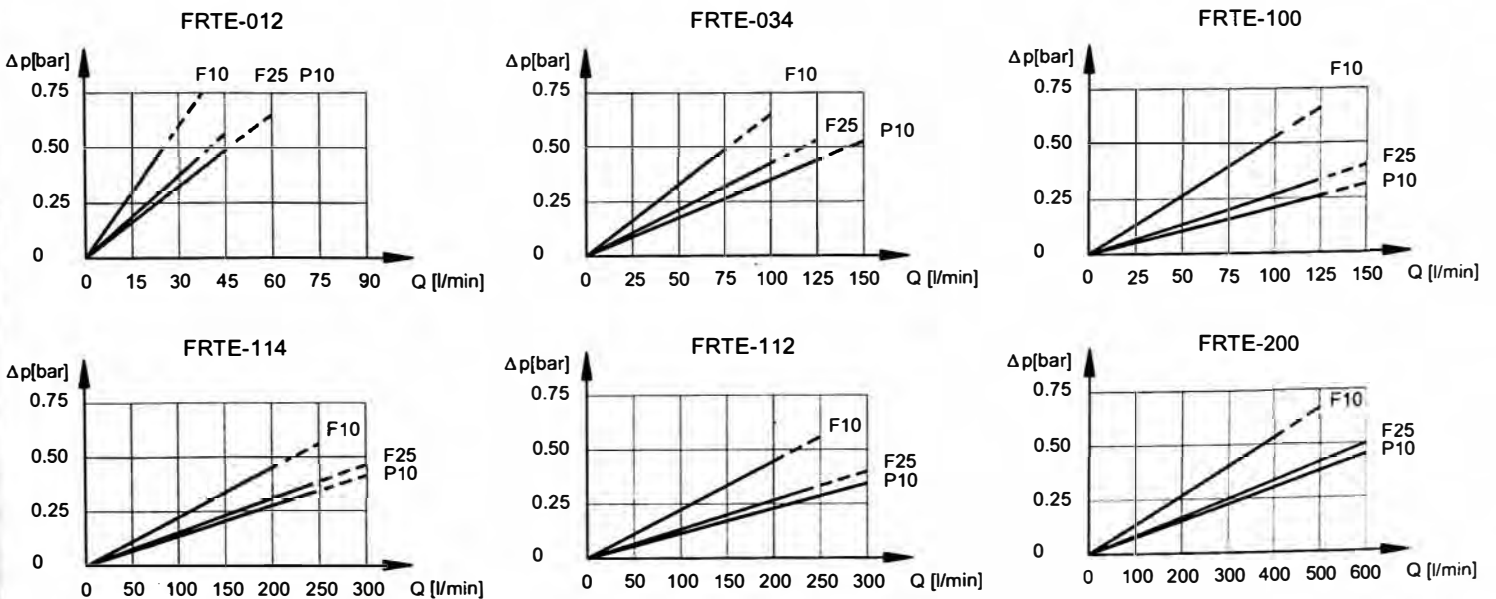 FRTE-012
Δp[bar]
F10 F25 P10
0.75
0.50
0.25
0
0 15 30 45 60 75 90 Q [l/min]
FRTE-034
Δp[bar]
F10
0.75
F25 P10
0.50
0.25
0
0 25 50 75 100 125 150 Q [l/min]
FRTE-100
Δp[bar]
F10
0.75
0.50
F25
P10
0.25
0
0 25 50 75 100 125 150 Q [l/min]
FRTE-114
Δp[bar]
0.75
F10
0.50
F25
P10
0.25
0
0 50 100 150 200 250 300 Q [l/min]
FRTE-112
Δp[bar]
0.75
F10
0.50
F25
P10
0.25
0
0 50 100 150 200 250 300 Q [l/min]
FRTE-200
Δp[bar]
0.75
F10
F25
0.50
P10
0.25
0
0 100 200 300 400 500 600 Q [l/min]